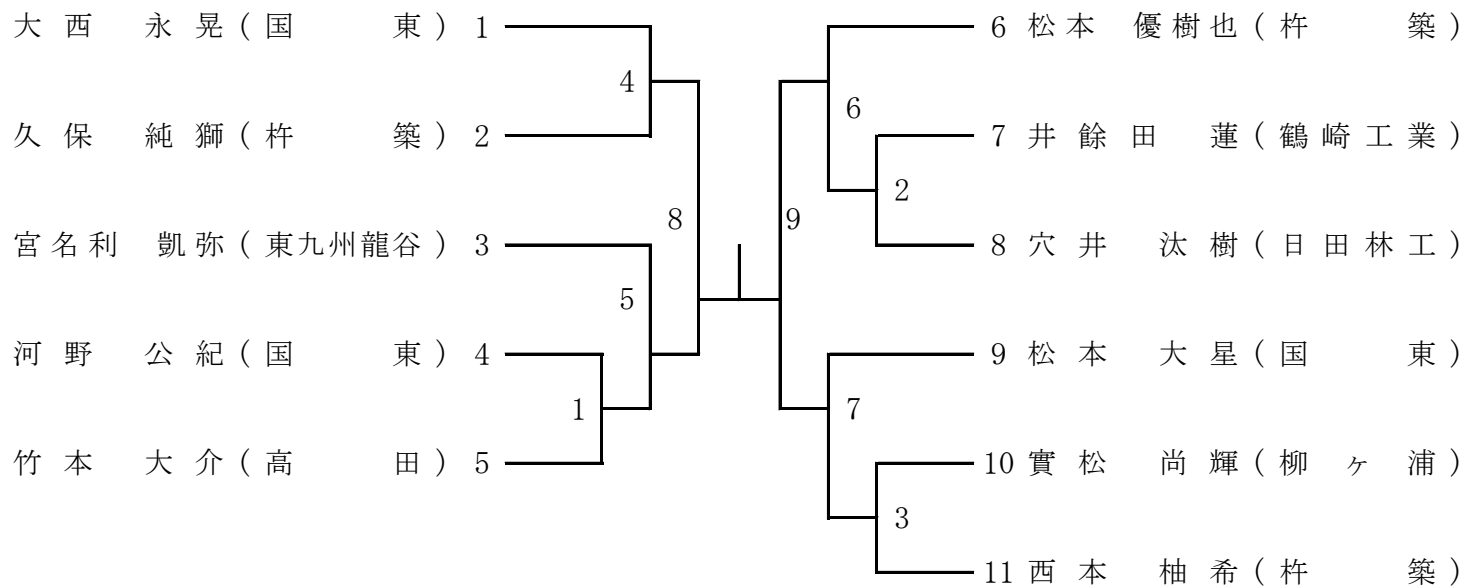 大西 永晃(国 東) 1
久保 純獅(杵 築) 2
宮名利 凱弥(東九州龍谷) 3
河野 公紀(国 東) 4
竹本 大介(高 田) 5
4
5
1
8
9
6
2
7
3
6 松本 優樹也(杵 築)
7 井餘田 蓮(鶴崎工業)
8 穴井 汰樹(日田林工)
9 松本 大星(国 東)
10 實松 尚輝(柳ヶ浦)
11 西本 柚希(杵 築)